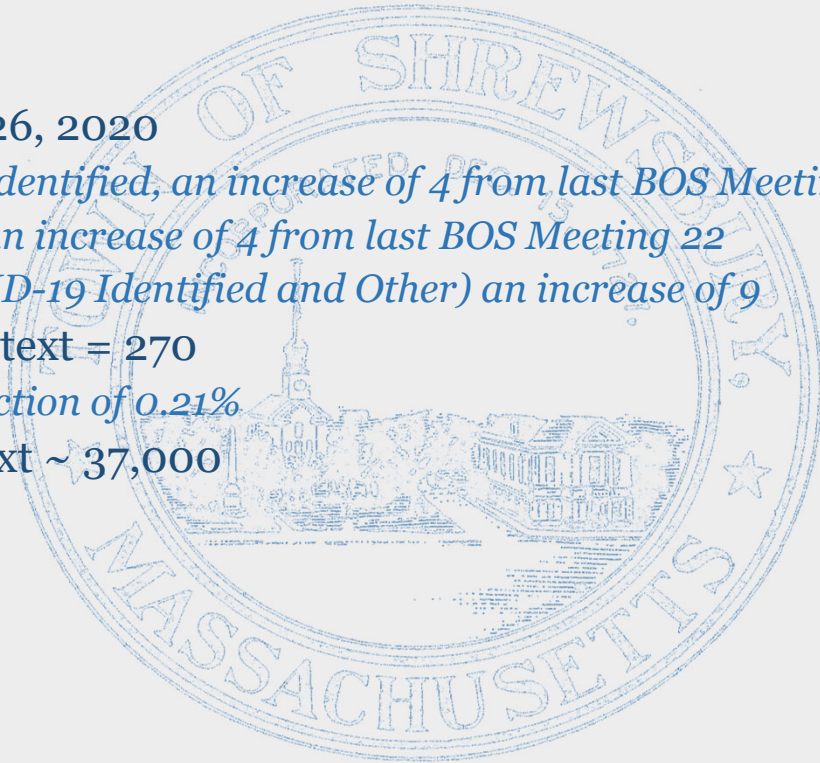 26, 2020
dentified, an increase of 4 from last BOS Meetin
n increase of 4 from last BOS Meeting 22
D-19 Identified and Other) an increase of 9
text = 270
ction of 0.21%
xt ~ 37,000
TOWN OF SHREWSBURY,
MASSACHUSETTS